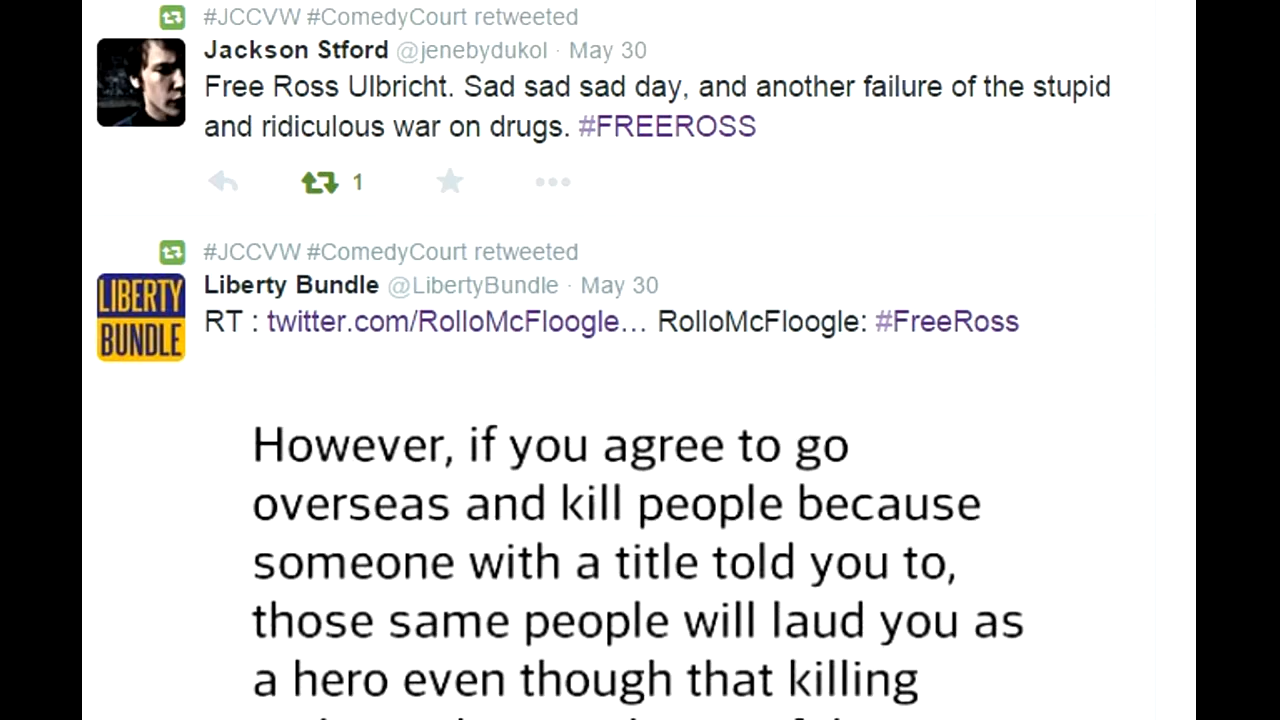 #JCCVW #ComedyCourt retweeted
Jackson Stford @jenebydukol · May 30
Free Ross Ulbricht. Sad sad sad day, and another failure of the stupid
and ridiculous war on drugs. #FREEROSS
1
#JCCVW #ComedyCourt retweeted
LIBERTY
BUNDLE
Liberty Bundle @LibertyBundle · May 30
RT : twitter.com/RolloMcFloogle… RolloMcFloogle: #FreeRoss
However, if you agree to go
overseas and kill people because
someone with a title told you to,
those same people will laud you as
a hero even though that killing